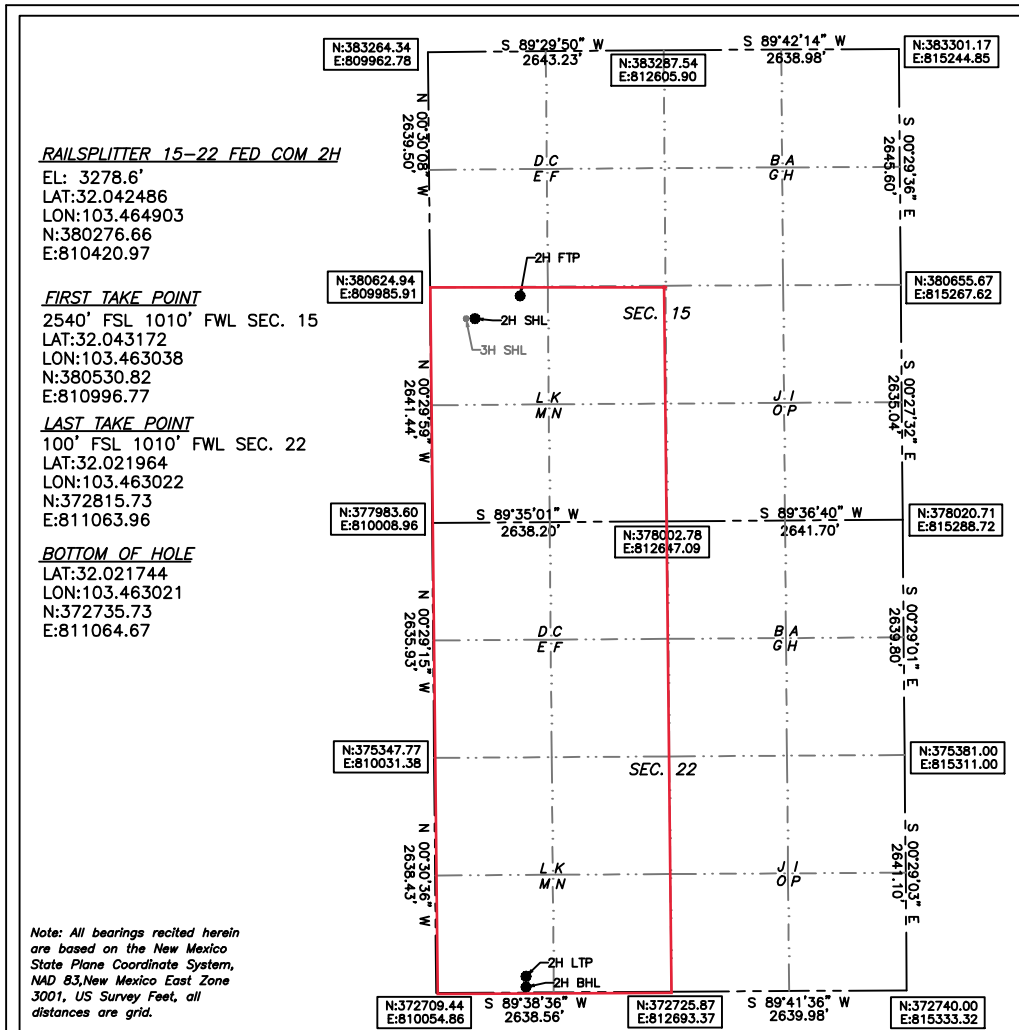 N:383264.34
E:809962.78
S 89°29'50" W
2643.23'
N:383287.54
E:812605.90
S 89°42'14" W
2638.98'
N:383301.17
E:815244.85
RAILSPLITTER 15-22 FED COM 2H
EL: 3278.6'
LAT:32.042486
LON:103.464903
N:380276.66
E:810420.97
FIRST TAKE POINT
2540' FSL 1010' FWL SEC. 15
LAT:32.043172
LON:103.463038
N:380530.82
E:810996.77
LAST TAKE POINT
100' FSL 1010' FWL SEC. 22
LAT:32.021964
LON:103.463022
N:372815.73
E:811063.96
BOTTOM OF HOLE
LAT:32.021744
LON:103.463021
N:372735.73
E:811064.67
N 00°30'08" W
2639.50'
D C
E F
B A
G H
S 00°29'36" E
2645.60'
2H FTP
N:380624.94
E:809985.91
N:380655.67
E:815267.62
SEC. 15
2H SHL
3H SHL
N 00°29'59" W
2641.44'
L K
M N
J I
O P
S 00°27'32" E
2635.04'
N:377983.60
E:810008.96
S 89°35'01" W
2638.20'
N:378002.78
E:812647.09
S 89°36'40" W
2641.70'
N:378020.71
E:815288.72
N 00°29'15" W
2635.93'
D C
E F
B A
G H
S 00°29'01" E
2639.80'
N:375347.77
E:810031.38
SEC. 22
N:375381.00
E:815311.00
N 00°30'36" W
2638.43'
L K
M N
J I
O P
S 00°29'03" E
2641.10'
2H LTP
2H BHL
N:372709.44
E:810054.86
S 89°38'36" W
2638.56'
N:372725.87
E:812693.37
S 89°41'36" W
2639.98'
N:372740.00
E:815333.32
Note: All bearings recited herein
are based on the New Mexico
State Plane Coordinate System,
NAD 83,New Mexico East Zone
3001, US Survey Feet, all
distances are grid.